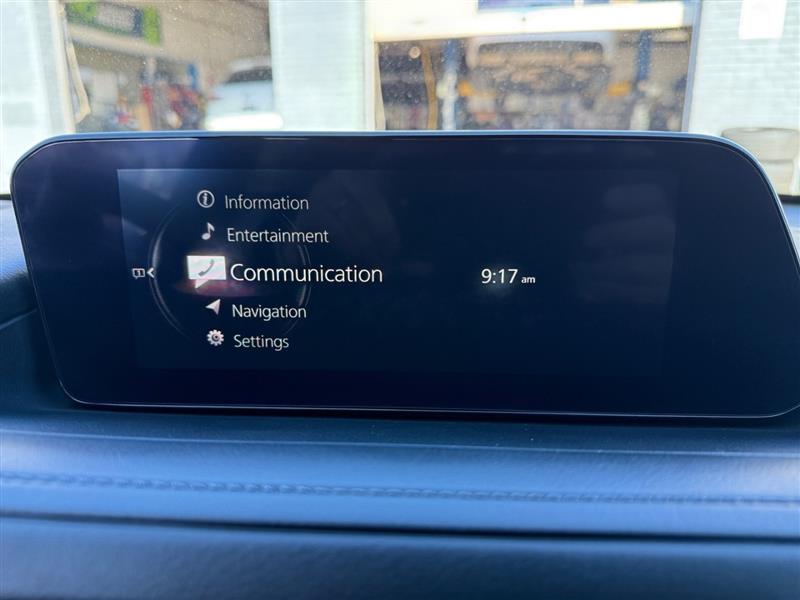 Information
Entertainment
Communication
9:17 am
Navigation
Settings